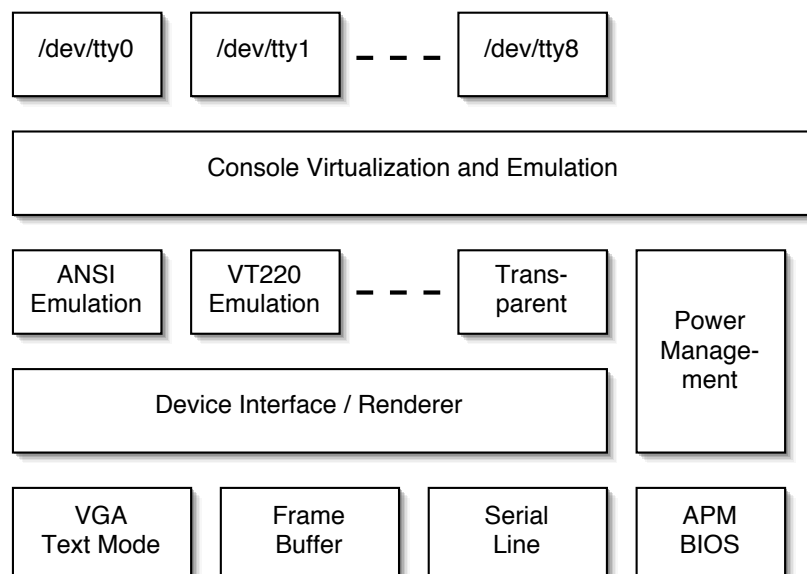 /dev/tty0
/dev/tty1
/dev/tty8
Console Virtualization and Emulation
ANSI
Emulation
VT220
Emulation
Trans-
parent
Power
Manage-
ment
Device Interface / Renderer
VGA
Text Mode
Frame
Buffer
Serial
Line
APM
BIOS